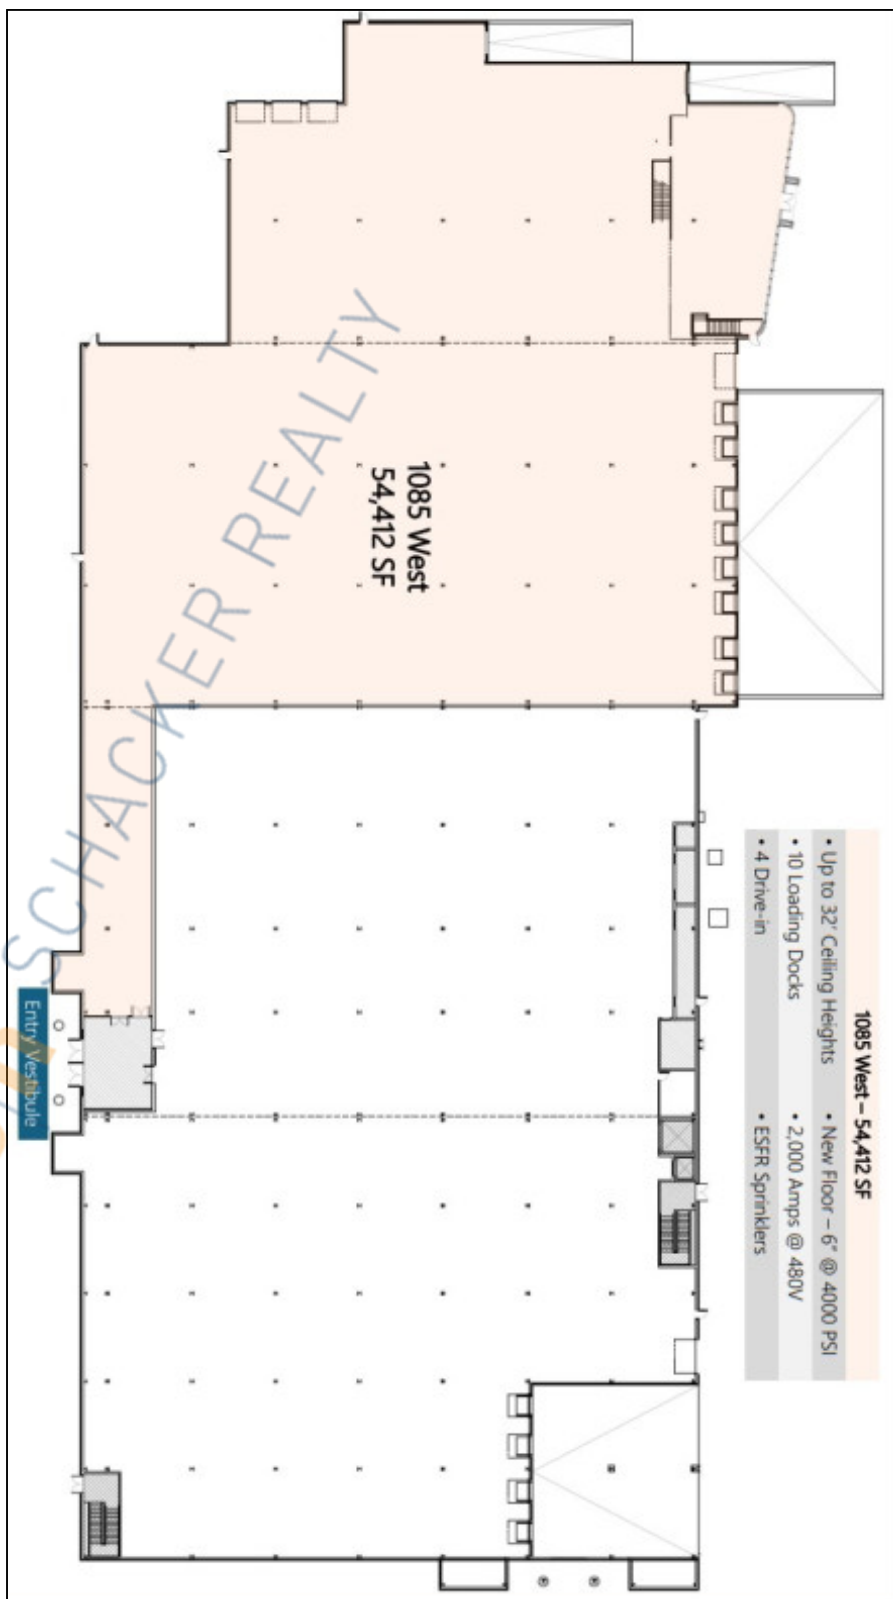 1085 West – 54,412 SF
• Up to 32' Ceiling Heights
• New Floor – 6" @ 4000 PSI
• 10 Loading Docks
• 2,000 Amps @ 480V
• 4 Drive-in
• ESFR Sprinklers
1085 West
54,412 SF
Entry Vestibule
SCHACKER REALTY